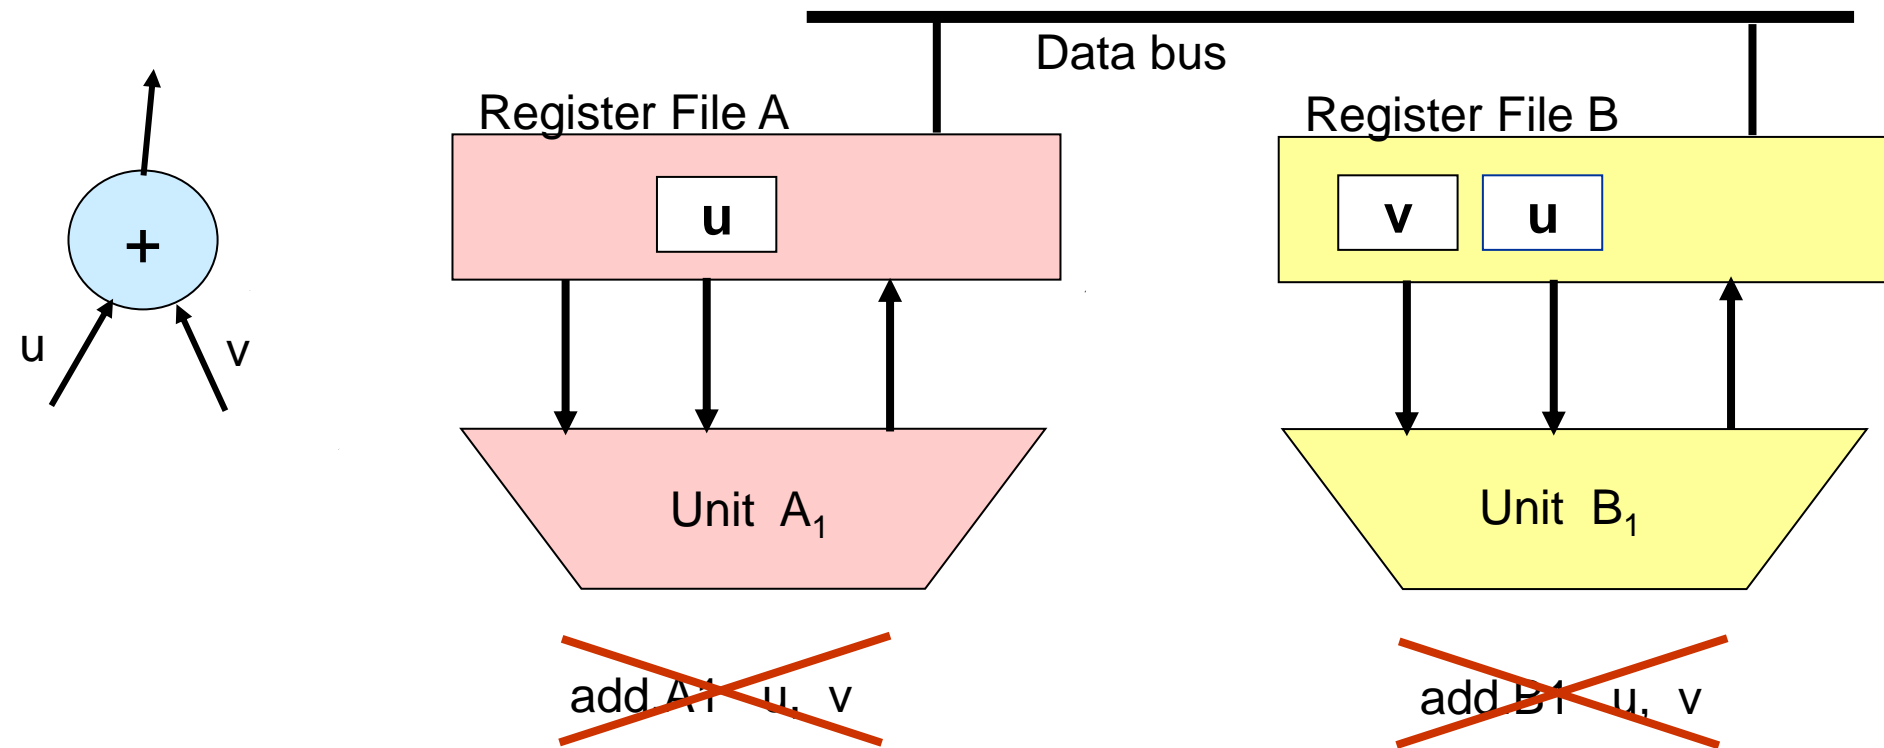 Data bus
Register File A
Register File B
u
v
u
+
u
v
Unit A₁
Unit B₁
add.A1 u, v
add.B1 u, v